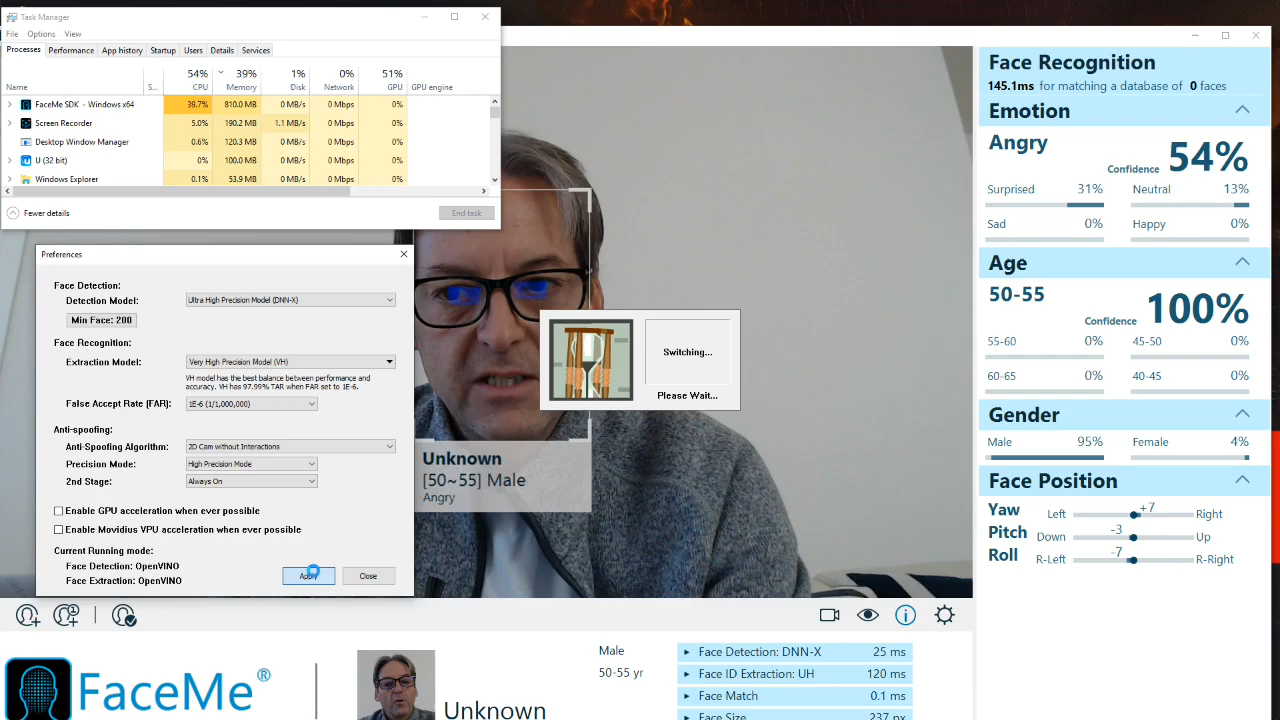 Task Manager
File Options View
Processes Performance App history Startup Users Details Services
54% 39% 1% 0% 51%
Name S... CPU Memory Disk Network GPU GPU engine
FaceMe SDK - Windows x64 39.7% 810.0 MB 0 MB/s 0 Mbps 0%
Screen Recorder 5.0% 190.2 MB 1.1 MB/s 0 Mbps 0%
Desktop Window Manager 0.6% 120.3 MB 0 MB/s 0 Mbps 0%
U (32 bit) 0% 100.0 MB 0 MB/s 0 Mbps 0%
Windows Explorer 0.1% 53.9 MB 0 MB/s 0 Mbps 0%
Fewer details End task
Preferences
Face Detection:
Detection Model: Ultra High Precision Model (DNN-X)
Min Face: 200
Face Recognition:
Extraction Model: Very High Precision Model (VH)
VH model has the best balance between performance and
accuracy. VH has 97.99% TAR when FAR set to 1E-6.
False Accept Rate (FAR): 1E-6 (1/1,000,000)
Anti-spoofing:
Anti-Spoofing Algorithm: 2D Cam without Interactions
Precision Mode: High Precision Mode
2nd Stage: Always On
Enable GPU acceleration when ever possible
Enable Movidius VPU acceleration when ever possible
Current Running mode:
Face Detection: OpenVINO
Face Extraction: OpenVINO
Apply Close
Switching...
Please Wait...
Unknown
[50~55] Male
Angry
Face Recognition
145.1ms for matching a database of 0 faces
Emotion
Angry Confidence 54%
Surprised 31% Neutral 13%
Sad 0% Happy 0%
Age
50-55 Confidence 100%
55-60 0% 45-50 0%
60-65 0% 40-45 0%
Gender
Male 95% Female 4%
Face Position
Yaw Left +7 Right
Pitch Down -3 Up
Roll R-Left -7 R-Right
FaceMe®
Unknown
Male
50-55 yr
Face Detection: DNN-X 25 ms
Face ID Extraction: UH 120 ms
Face Match 0.1 ms
Face Size 237 px